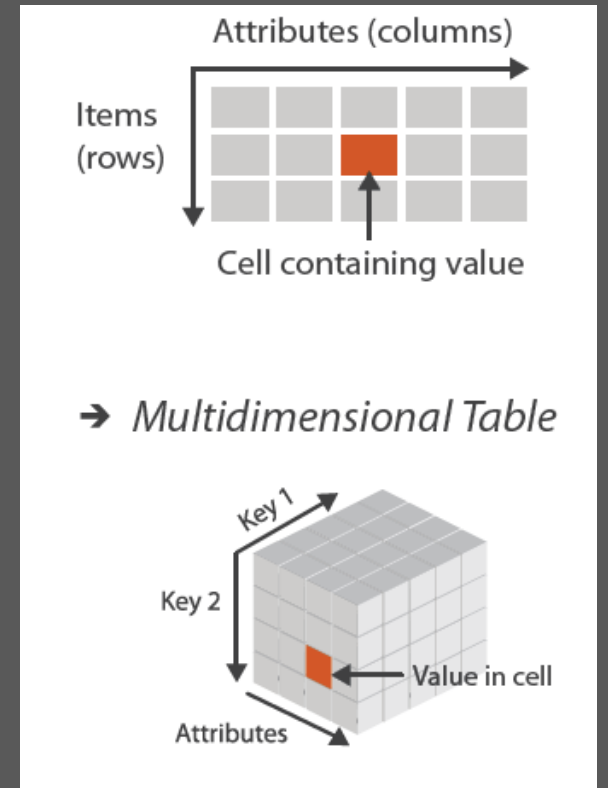 Attributes (columns)
Items
(rows)
Cell containing value
➔ Multidimensional Table
Key 1
Key 2
Value in cell
Attributes